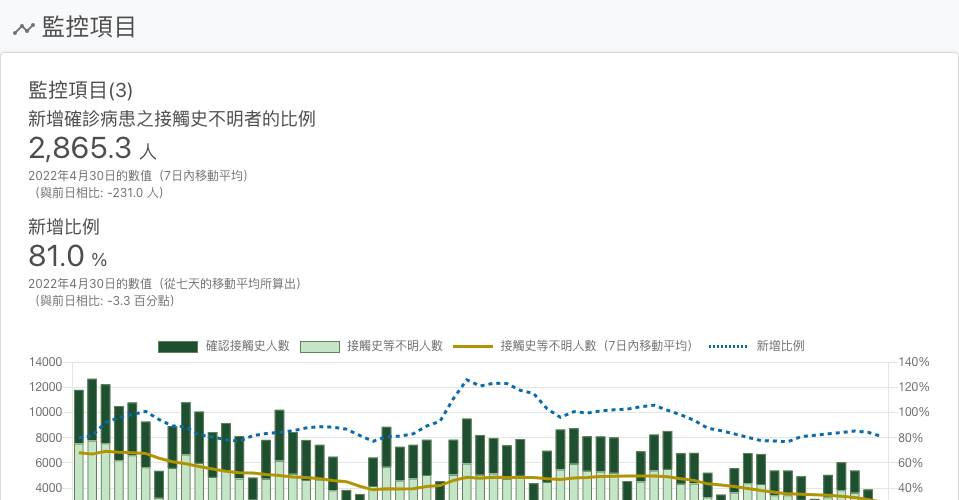 監控項目
監控項目(3)
新增確診病患之接觸史不明者的比例
2,865.3 人
2022年4月30日的數值（7日內移動平均）
（與前日相比: -231.0 人）
新增比例
81.0 %
2022年4月30日的數值（從七天的移動平均所算出）
（與前日相比: -3.3 百分點）
確認接觸史人數 接觸史等不明人數 接觸史等不明人數（7日內移動平均） 新增比例
14000 140%
12000 120%
10000 100%
8000 80%
6000 60%
4000 40%